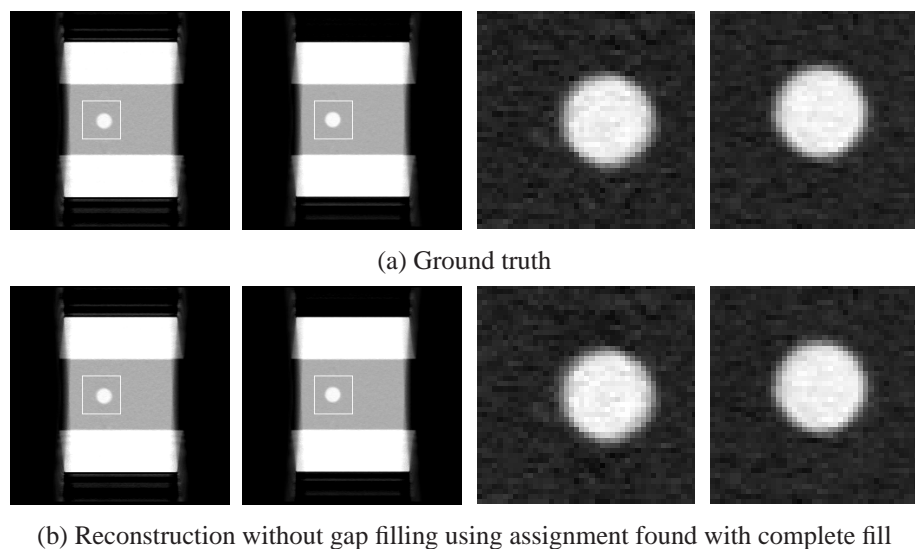 (a) Ground truth
(b) Reconstruction without gap filling using assignment found with complete fill